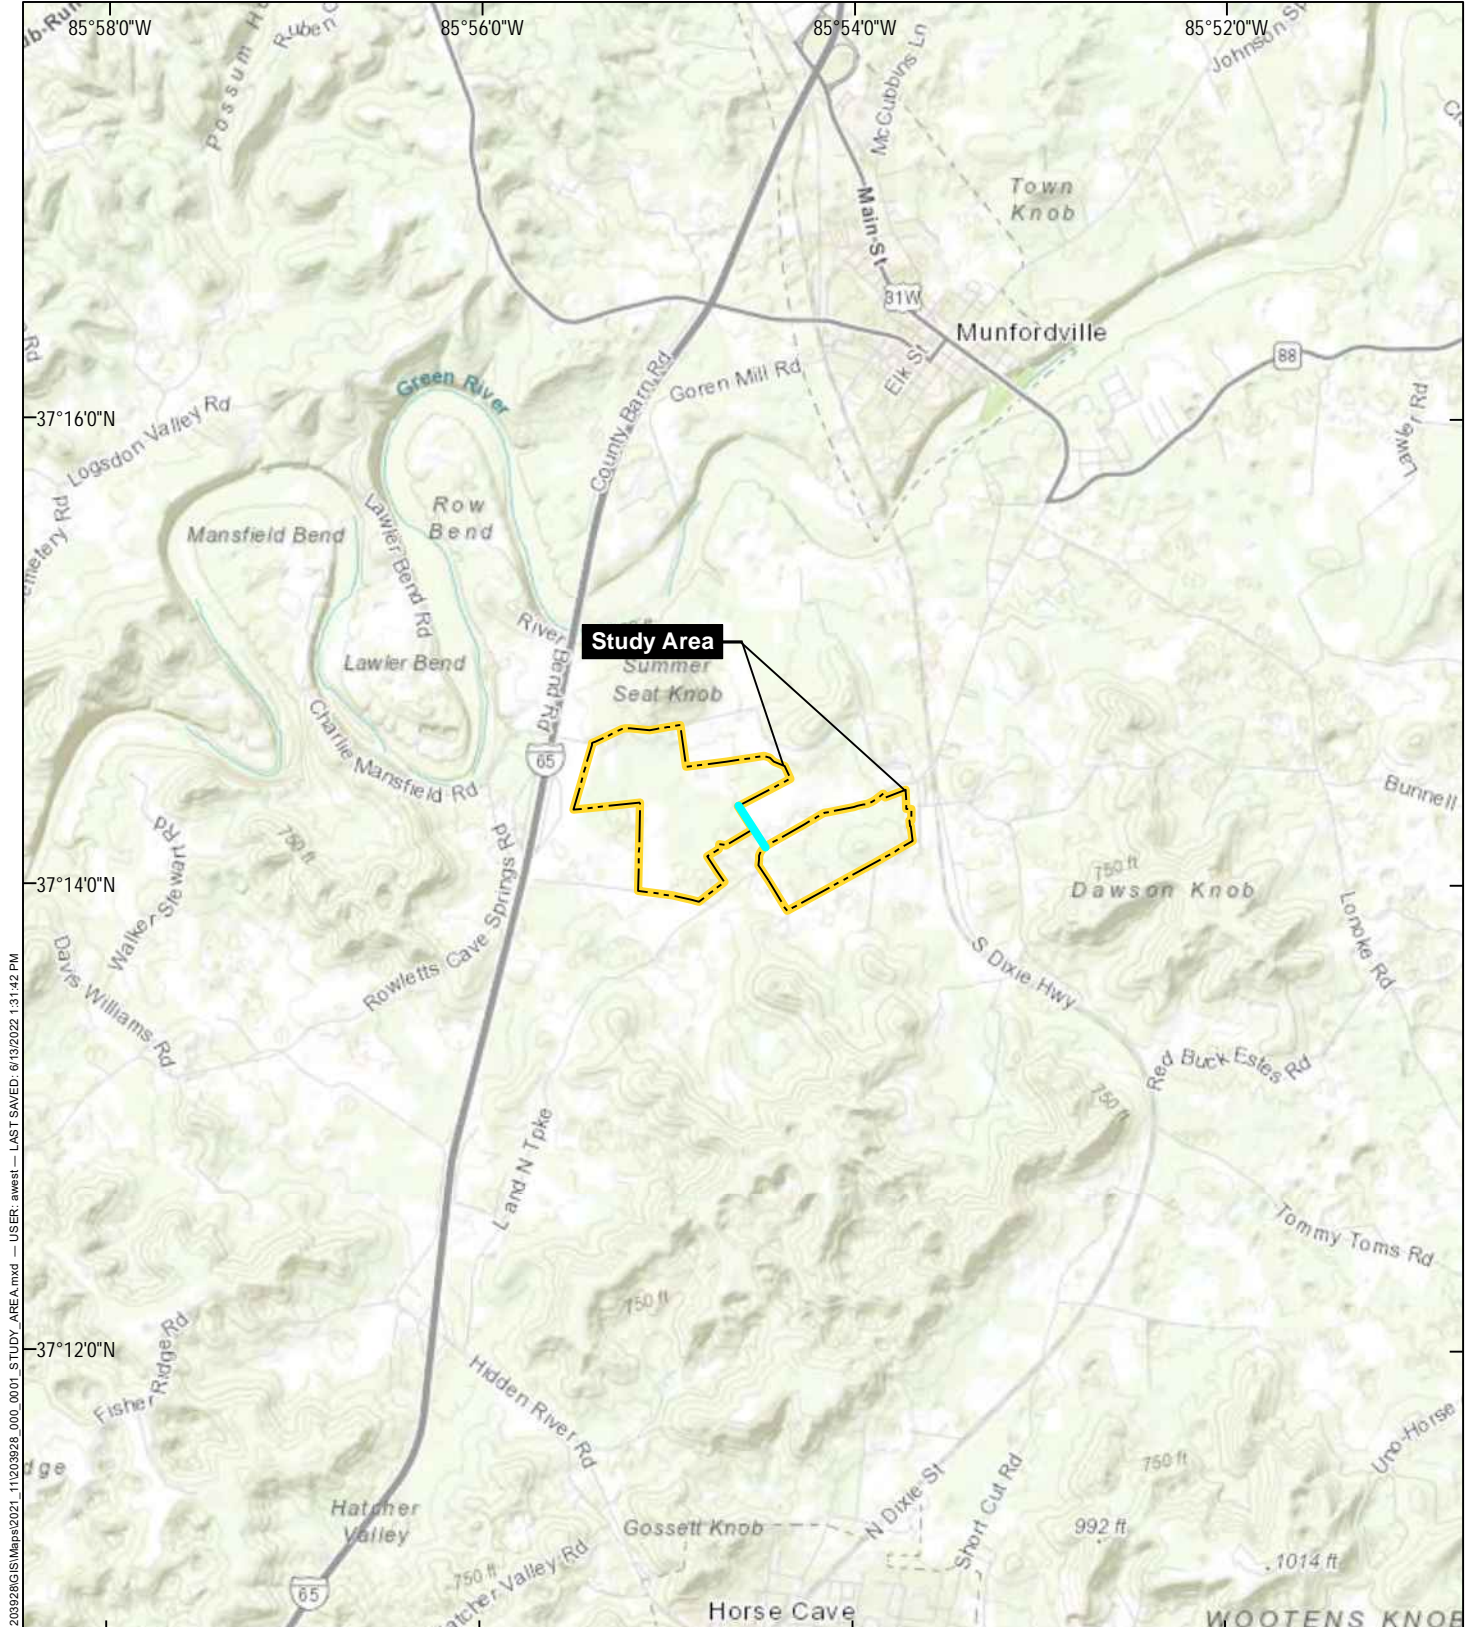 85°58'0"W
85°56'0"W
85°54'0"W
85°52'0"W
Possum
McCubbins Ln
Town
Knob
Main St
31W
Munfordville
Elk St
88
Green River
County Barn Rd
Goren Mill Rd
37°16'0"N
Logsdon Valley Rd
Lawler Rd
Row
Bend
Mansfield Bend
Lawler Bend Rd
Lawler Bend
River Bend Rd
Study Area
Summer
Seat Knob
65
Charlie Mansfield Rd
Bunnell
750 ft
Walker Stewart Rd
Rowletts Cave Springs Rd
37°14'0"N
750 ft
Dawson Knob
Lonoke Rd
Davis Williams Rd
S Dixie Hwy
Red Buck Estes Rd
750 ft
L and N Tpke
Tommy Toms Rd
750 ft
37°12'0"N
Fisher Ridge Rd
Hidden River Rd
Uno-Horse
dge
Hatcher
Valley
Gossett Knob
N Dixie St
Short Cut Rd
750 ft
992 ft
1014 ft
750 ft
atcher Valley Rd
65
Horse Cave
WOOTENS KNOB
203928\GIS\Maps\2021_11\203928_000_0001_STUDY_AREA.mxd — USER: awest — LAST SAVED: 6/13/2022 1:31:42 PM